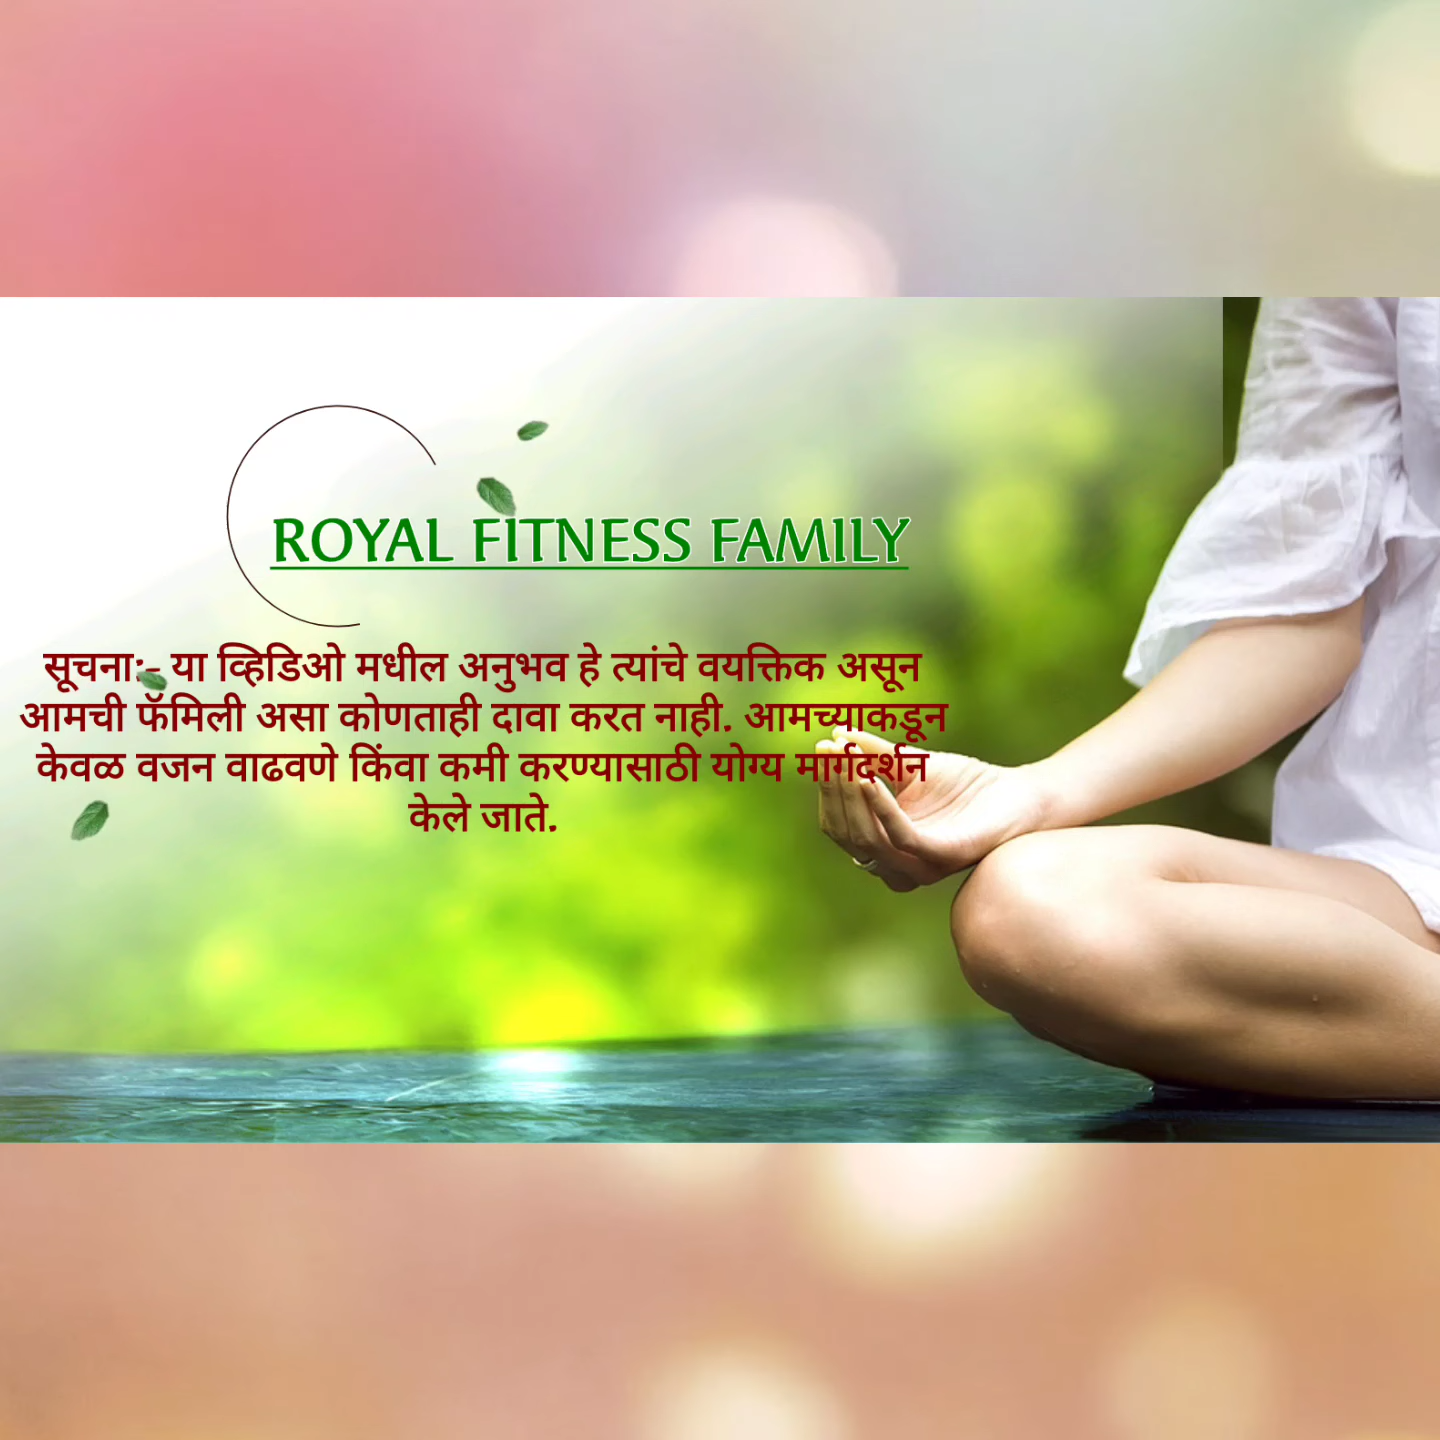 ROYAL FITNESS FAMILY
सूचना:- या व्हिडिओ मधील अनुभव हे त्यांचे वयक्तिक असून
आमची फॅमिली असा कोणताही दावा करत नाही. आमच्याकडून
केवळ वजन वाढवणे किंवा कमी करण्यासाठी योग्य मार्गदर्शन
केले जाते.